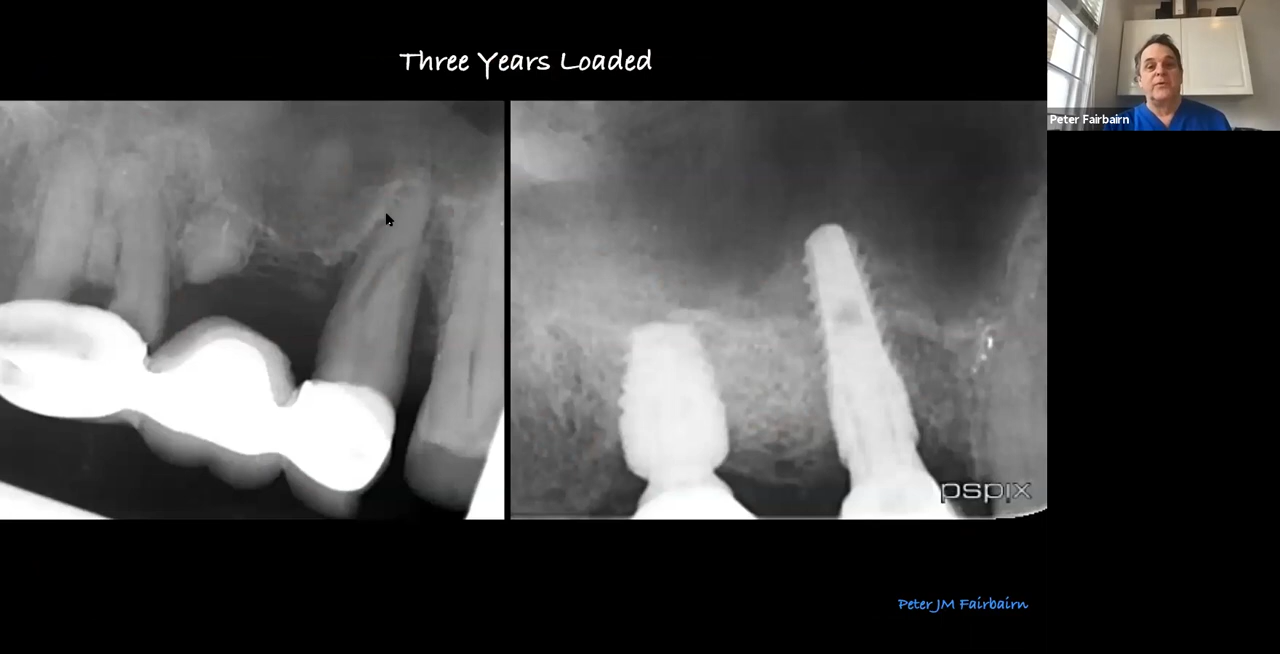 Three Years Loaded
Peter Fairbairn
pspix
Peter JM Fairbairn